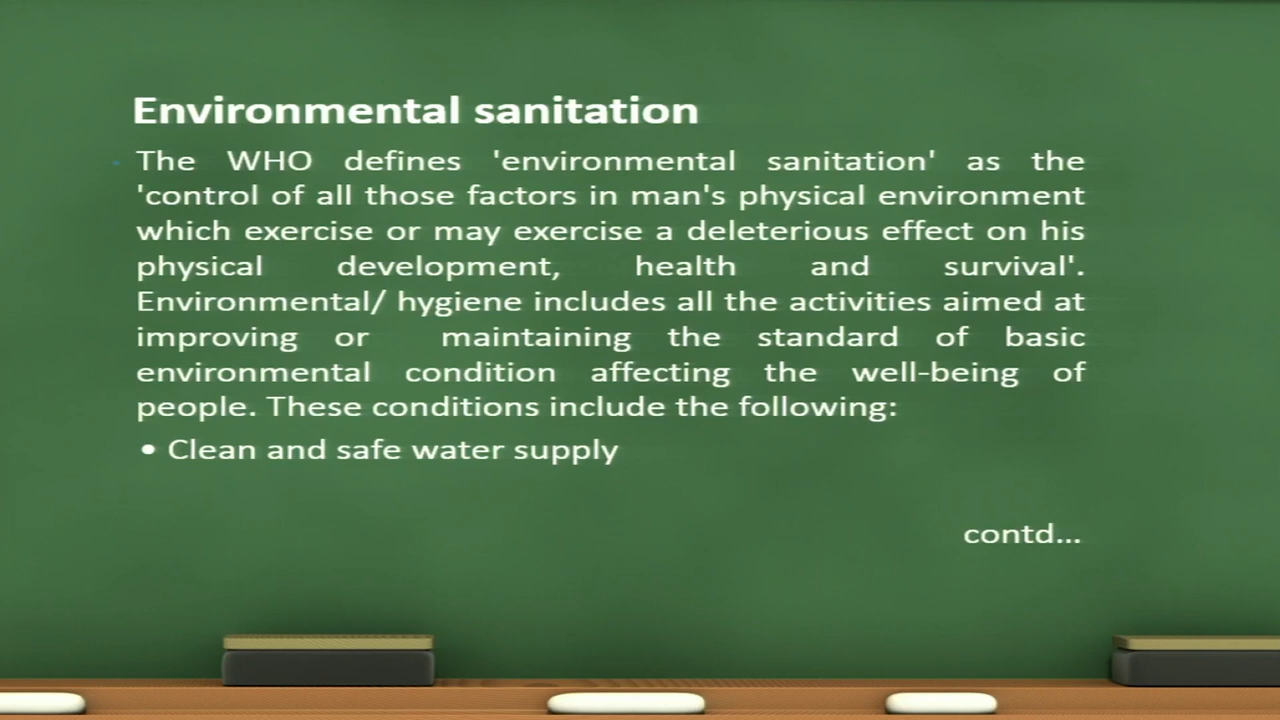 Environmental sanitation
The WHO defines 'environmental sanitation' as the
'control of all those factors in man's physical environment
which exercise or may exercise a deleterious effect on his
physical development, health and survival'.
Environmental/ hygiene includes all the activities aimed at
improving or maintaining the standard of basic
environmental condition affecting the well-being of
people. These conditions include the following:
• Clean and safe water supply
contd...